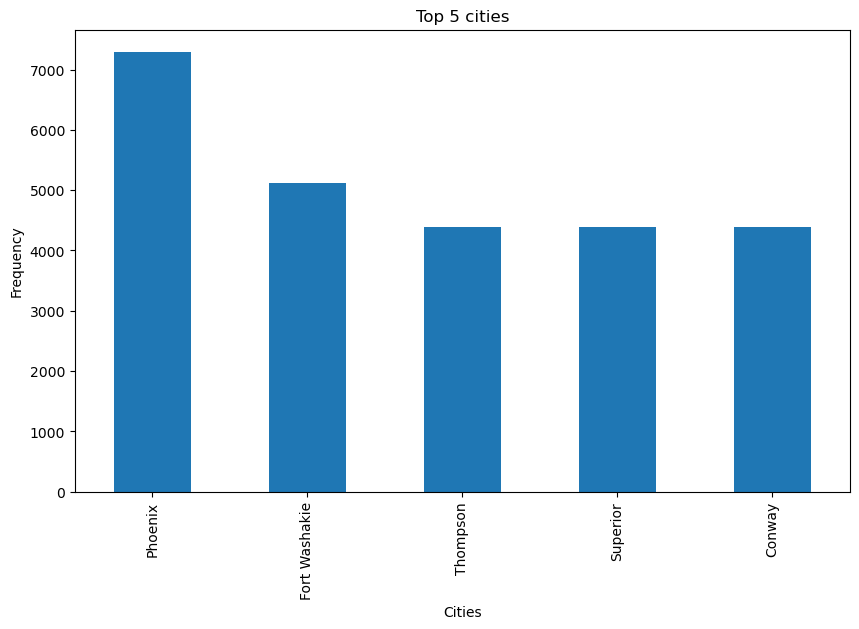 Top 5 cities
Frequency
7000
6000
5000
4000
3000
2000
1000
0
Phoenix
Fort Washakie
Thompson
Superior
Conway
Cities